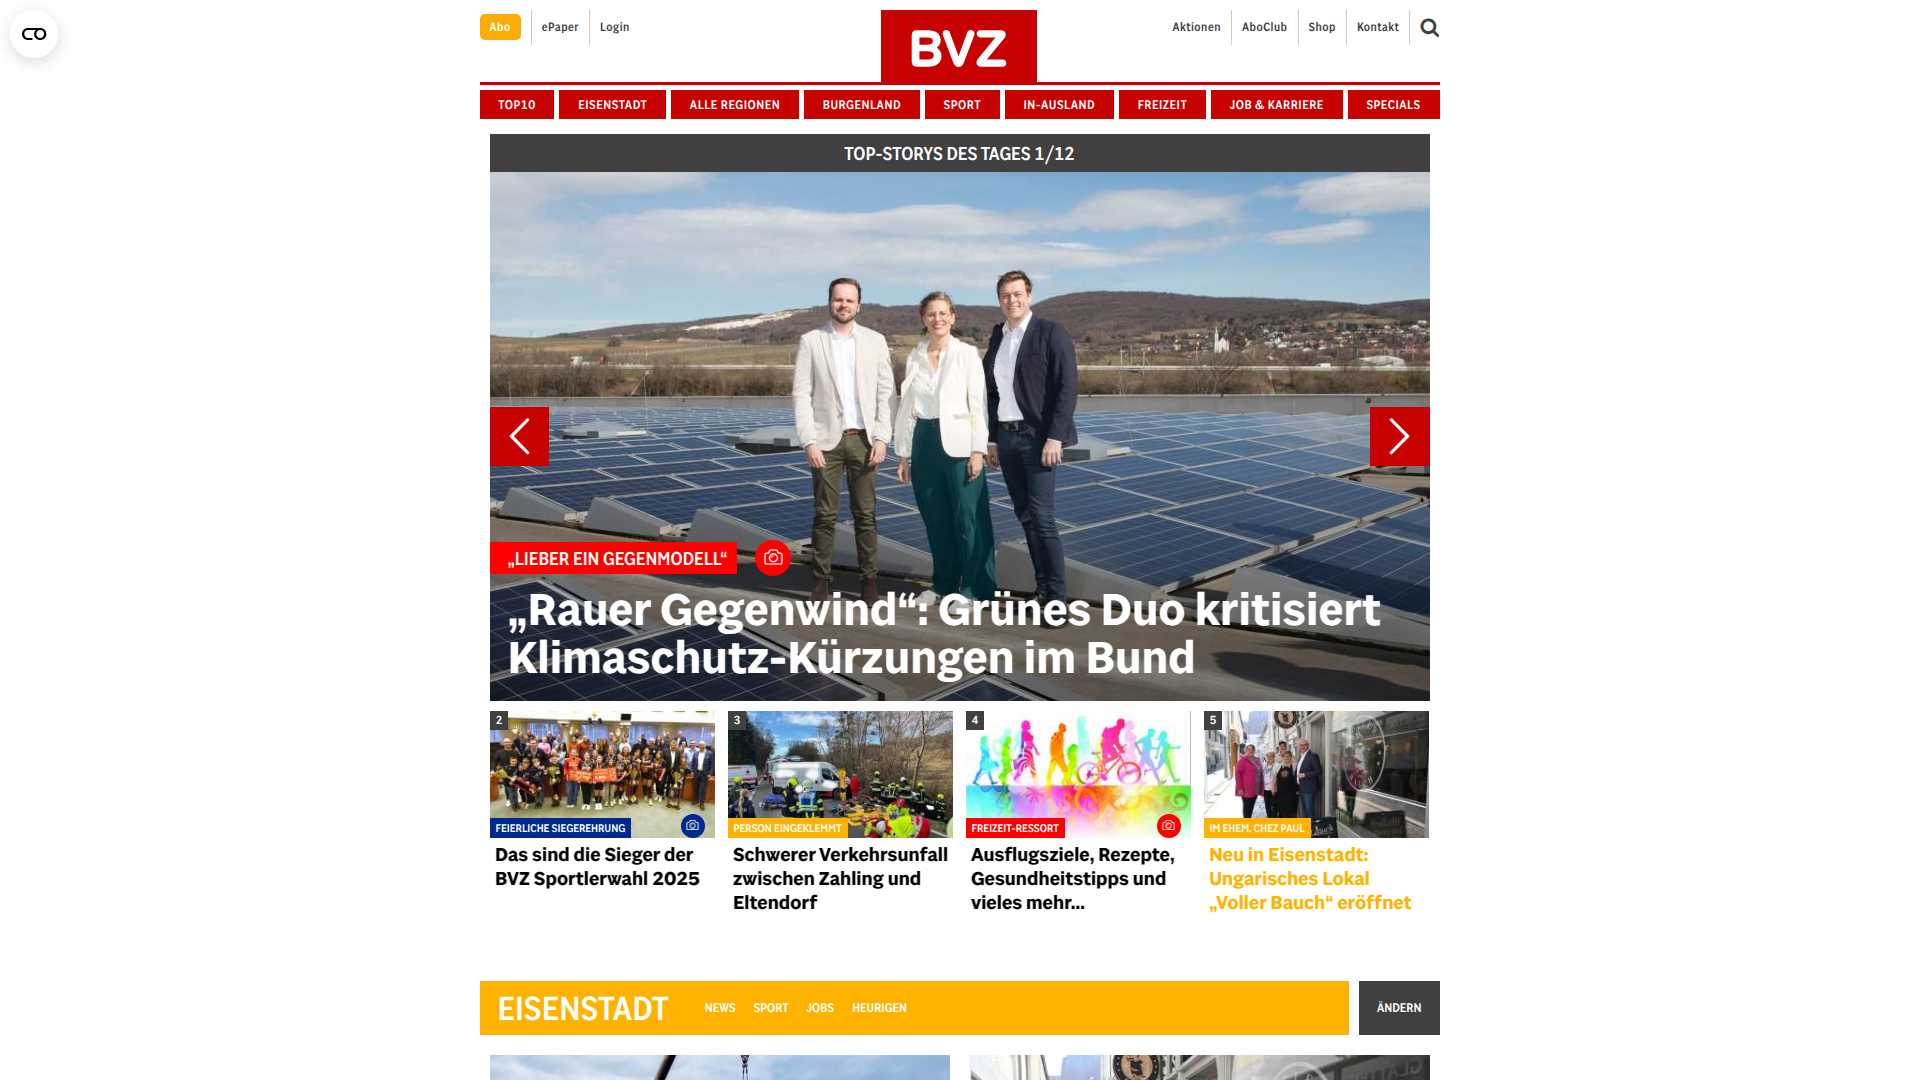 Abo
ePaper
Login
BVZ
Aktionen
AboClub
Shop
Kontakt
TOP10
EISENSTADT
ALLE REGIONEN
BURGENLAND
SPORT
IN-AUSLAND
FREIZEIT
JOB & KARRIERE
SPECIALS
TOP-STORYS DES TAGES 1/12
„LIEBER EIN GEGENMODELL“
„Rauer Gegenwind“: Grünes Duo kritisiert
Klimaschutz-Kürzungen im Bund
2
FEIERLICHE SIEGEREHRUNG
Das sind die Sieger der
BVZ Sportlerwahl 2025
3
PERSON EINGEKLEMMT
Schwerer Verkehrsunfall
zwischen Zahling und
Eltendorf
4
FREIZEIT-RESSORT
Ausflugsziele, Rezepte,
Gesundheitstipps und
vieles mehr...
5
IM EHEM. CHEZ PAUL
Neu in Eisenstadt:
Ungarisches Lokal
„Voller Bauch“ eröffnet
EISENSTADT
NEWS
SPORT
JOBS
HEURIGEN
ÄNDERN